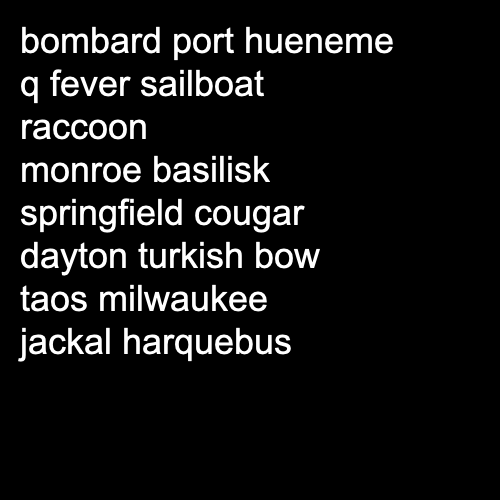 bombard port hueneme
q fever sailboat
raccoon
monroe basilisk
springfield cougar
dayton turkish bow
taos milwaukee
jackal harquebus